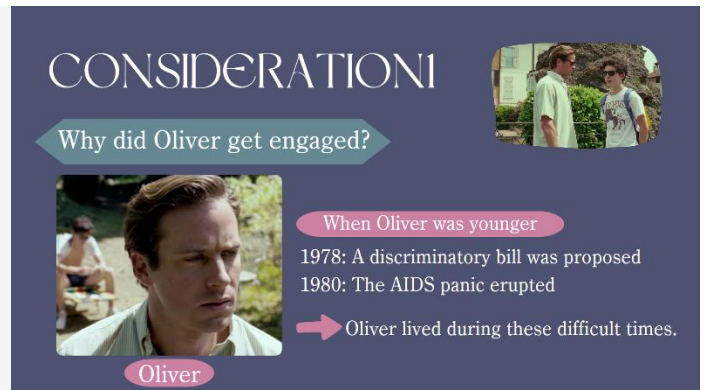 CONSIDERATION1
Why did Oliver get engaged?
When Oliver was younger
1978: A discriminatory bill was proposed
1980: The AIDS panic erupted
Oliver lived during these difficult times.
Oliver